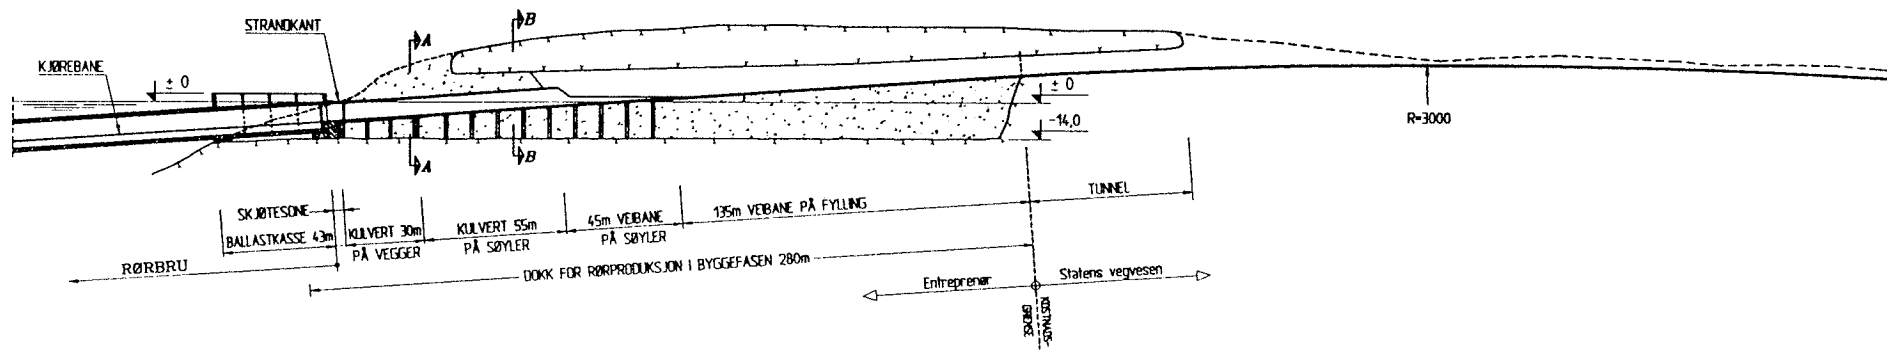 STRANDKANT
B
A
KJØREBANE
± 0
± 0
-14,0
R=3000
A
B
TUNNEL
SKJØTESONE
BALLASTKASSE 43m
KULVERT 30m
PÅ VEGGER
KULVERT 55m
PÅ SØYLER
45m VEIBANE
PÅ SØYLER
135m VEIBANE PÅ FYLLING
RØRBRU
DOKK FOR RØRPRODUKSJON I BYGGEFASEN 280m
Entreprenør
Statens vegvesen
KOSTNADS-
GRENSE